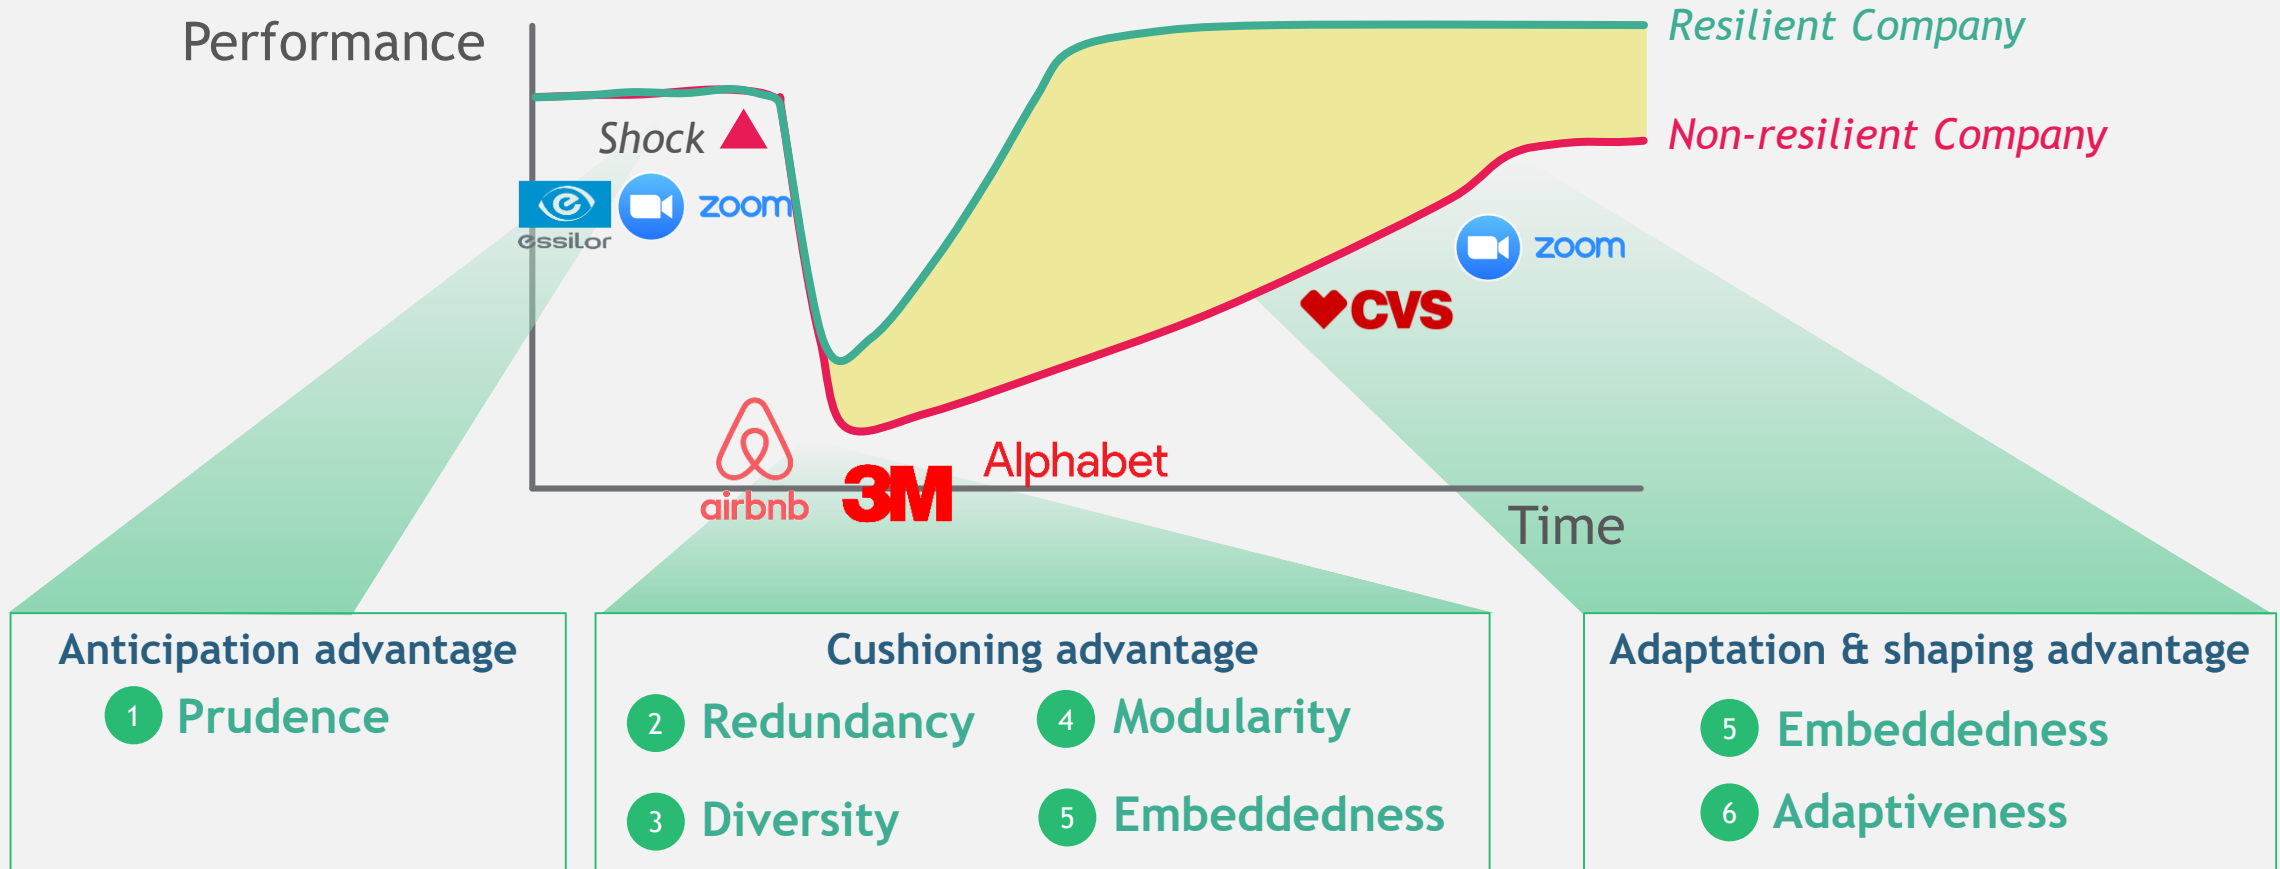 Performance
Resilient Company
Non-resilient Company
Shock
essilor
zoom
zoom
CVS
airbnb
3M
Alphabet
Time
Anticipation advantage
1 Prudence
Cushioning advantage
2 Redundancy
4 Modularity
3 Diversity
5 Embeddedness
Adaptation & shaping advantage
5 Embeddedness
6 Adaptiveness